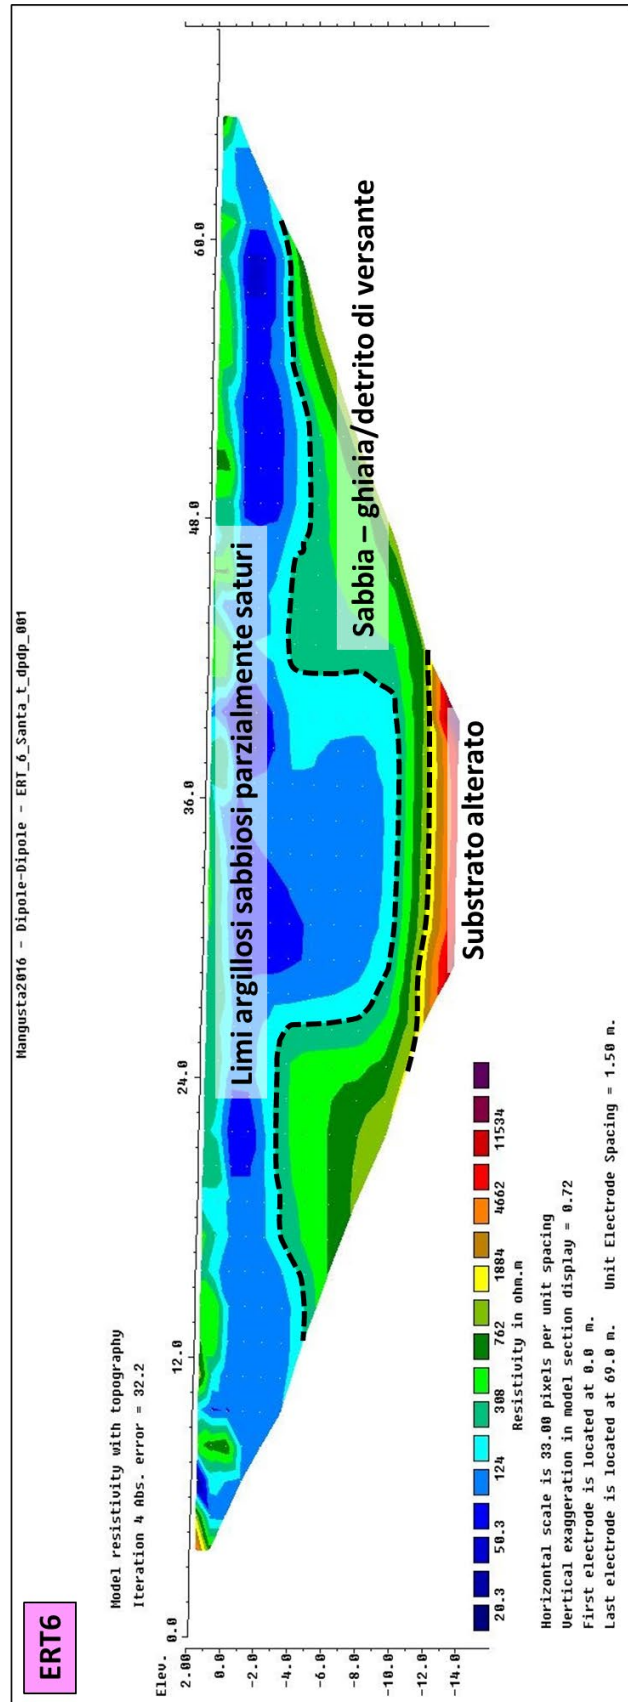 ERT6
Mangusta2016 - Dipole-Dipole - ERT_6_Santa_t_dpdp_001
Model resistivity with topography
Iteration 4 Abs. error = 32.2
Elev.
0.0 12.0 24.0 36.0 48.0 60.0
2.00
0.0
-2.0
-4.0
-6.0
-8.0
-10.0
-12.0
-14.0
Limi argillosi sabbiosi parzialmente saturi
Sabbia – ghiaia/detrito di versante
Substrato alterato
20.3 50.3 124 308 762 1884 4662 11534
Resistivity in ohm.m
Horizontal scale is 33.00 pixels per unit spacing
Vertical exaggeration in model section display = 0.72
First electrode is located at 0.0 m.
Last electrode is located at 69.0 m. Unit Electrode Spacing = 1.50 m.